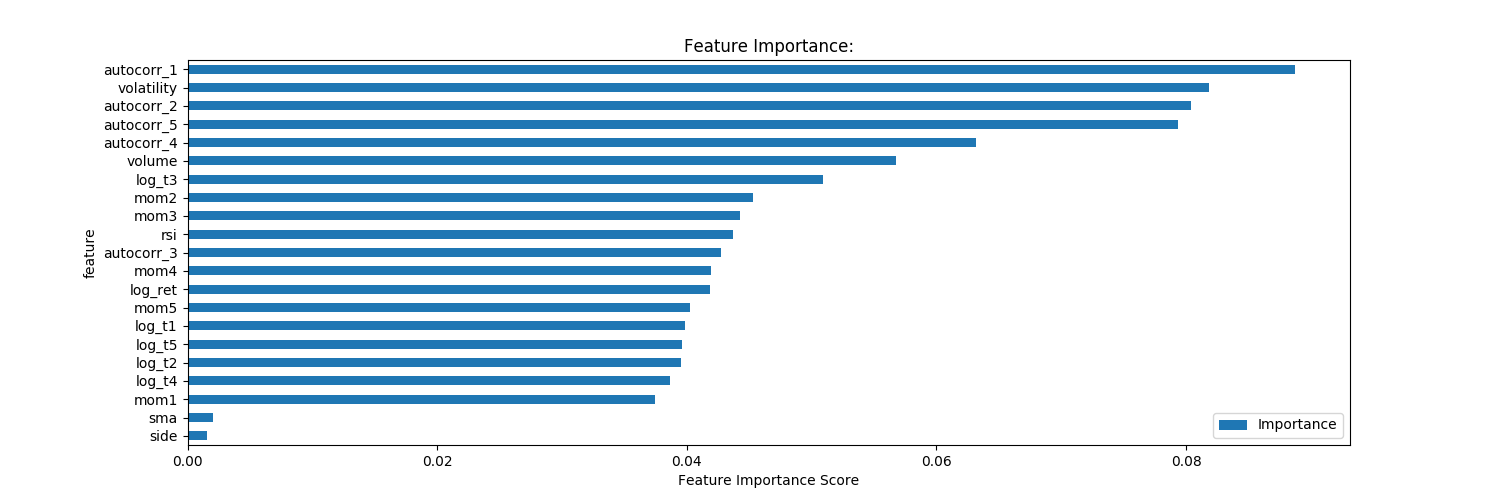 Feature Importance:
autocorr_1
volatility
autocorr_2
autocorr_5
autocorr_4
volume
log_t3
mom2
mom3
rsi
autocorr_3
mom4
log_ret
mom5
log_t1
log_t5
log_t2
log_t4
mom1
sma
side
feature
Importance
0.00 0.02 0.04 0.06 0.08
Feature Importance Score